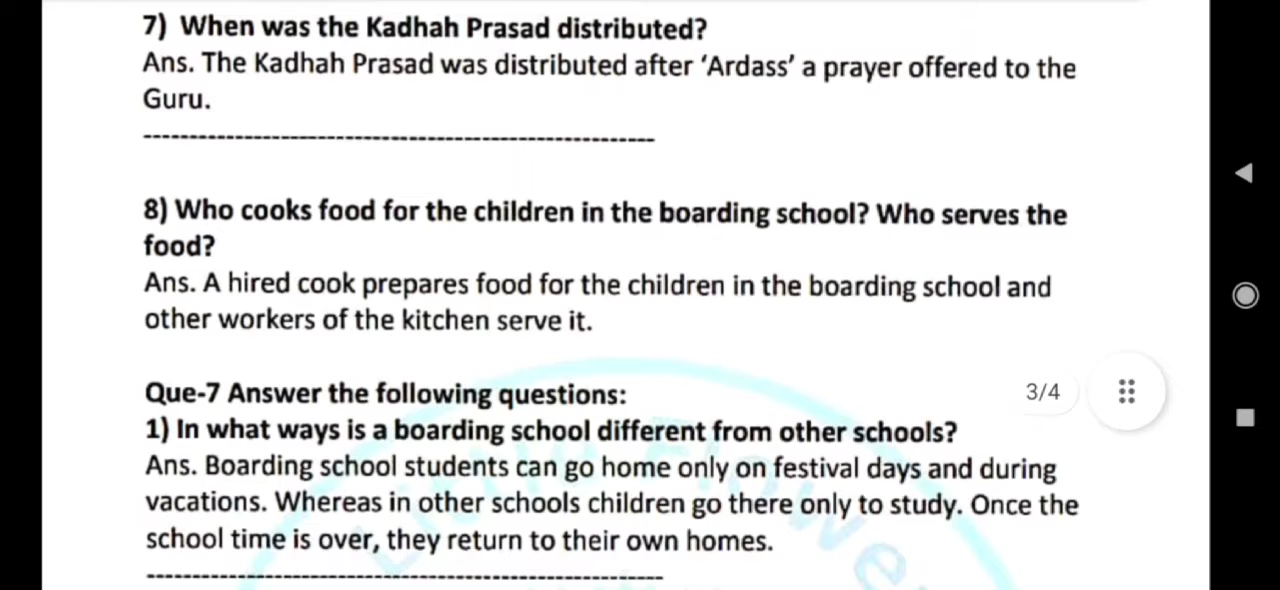 7) When was the Kadhah Prasad distributed?
Ans. The Kadhah Prasad was distributed after ‘Ardass’ a prayer offered to the
Guru.
--------------------------------------------------
8) Who cooks food for the children in the boarding school? Who serves the
food?
Ans. A hired cook prepares food for the children in the boarding school and
other workers of the kitchen serve it.
Que-7 Answer the following questions:
3/4
1) In what ways is a boarding school different from other schools?
Ans. Boarding school students can go home only on festival days and during
vacations. Whereas in other schools children go there only to study. Once the
school time is over, they return to their own homes.
--------------------------------------------------